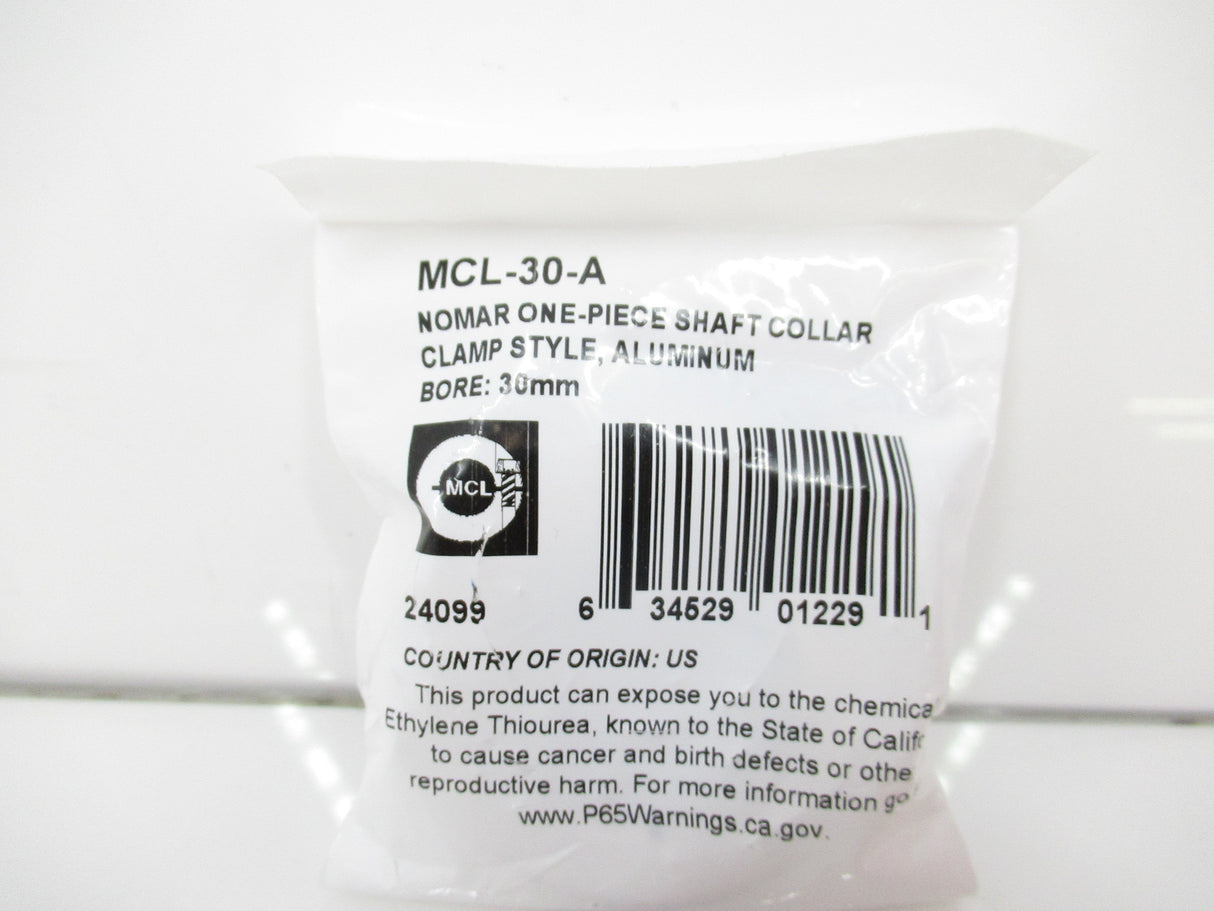 MCL-30-A
NOMAR ONE-PIECE SHAFT COLLAR
CLAMP STYLE, ALUMINUM
BORE: 30mm
MCL
24099
6 34529 01229 1
COUNTRY OF ORIGIN: US
This product can expose you to the chemica
Ethylene Thiourea, known to the State of Calif
to cause cancer and birth defects or othe
reproductive harm. For more information go
www.P65Warnings.ca.gov.